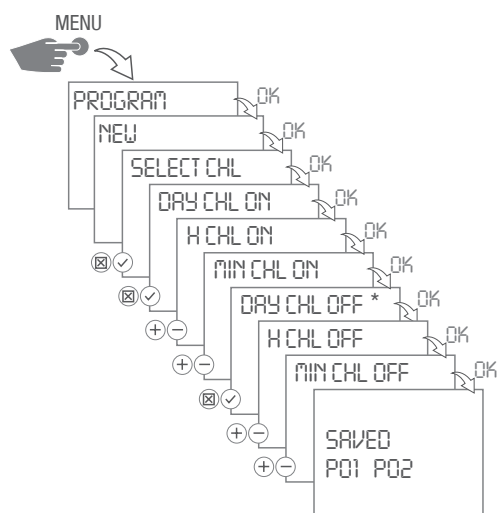 MENU
PROGRAM
OK
NEW
OK
SELECT CHL
OK
DAY CHL ON
OK
H CHL ON
OK
MIN CHL ON
OK
DAY CHL OFF *
OK
H CHL OFF
OK
MIN CHL OFF
OK
SAVED
P01 P02